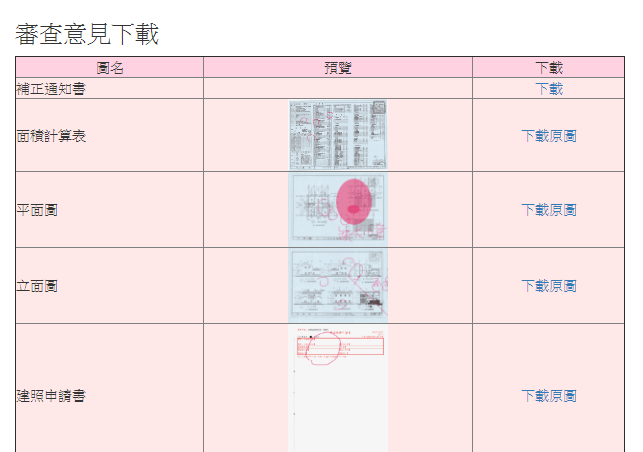 審查意見下載
圖名 預覽 下載
補正通知書 下載
面積計算表 下載原圖
平面圖 下載原圖
立面圖 下載原圖
建照申請書 下載原圖